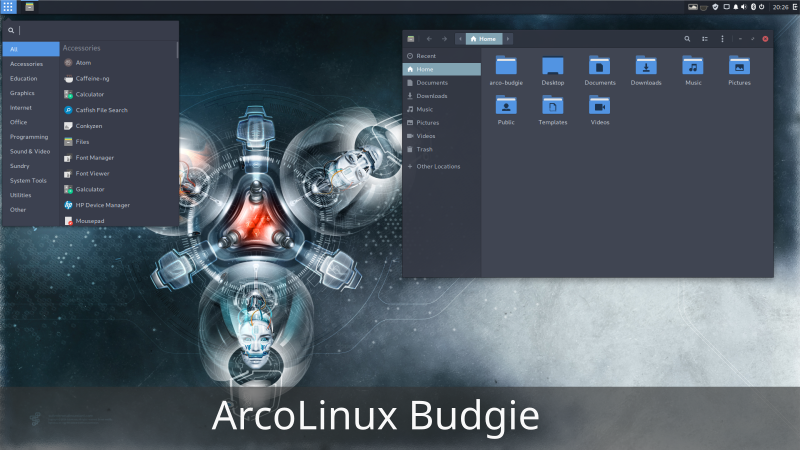 20:26
All
Accessories
Education
Graphics
Internet
Office
Programming
Sound & Video
Sundry
System Tools
Utilities
Other
Accessories
Atom
Caffeine-ng
Calculator
Catfish File Search
Conkyzen
Files
Font Manager
Font Viewer
Galculator
HP Device Manager
Mousepad
Home
Recent
Home
Documents
Downloads
Music
Pictures
Videos
Trash
Other Locations
arco-budgie
Desktop
Documents
Downloads
Music
Pictures
Public
Templates
Videos
ArcoLinux Budgie